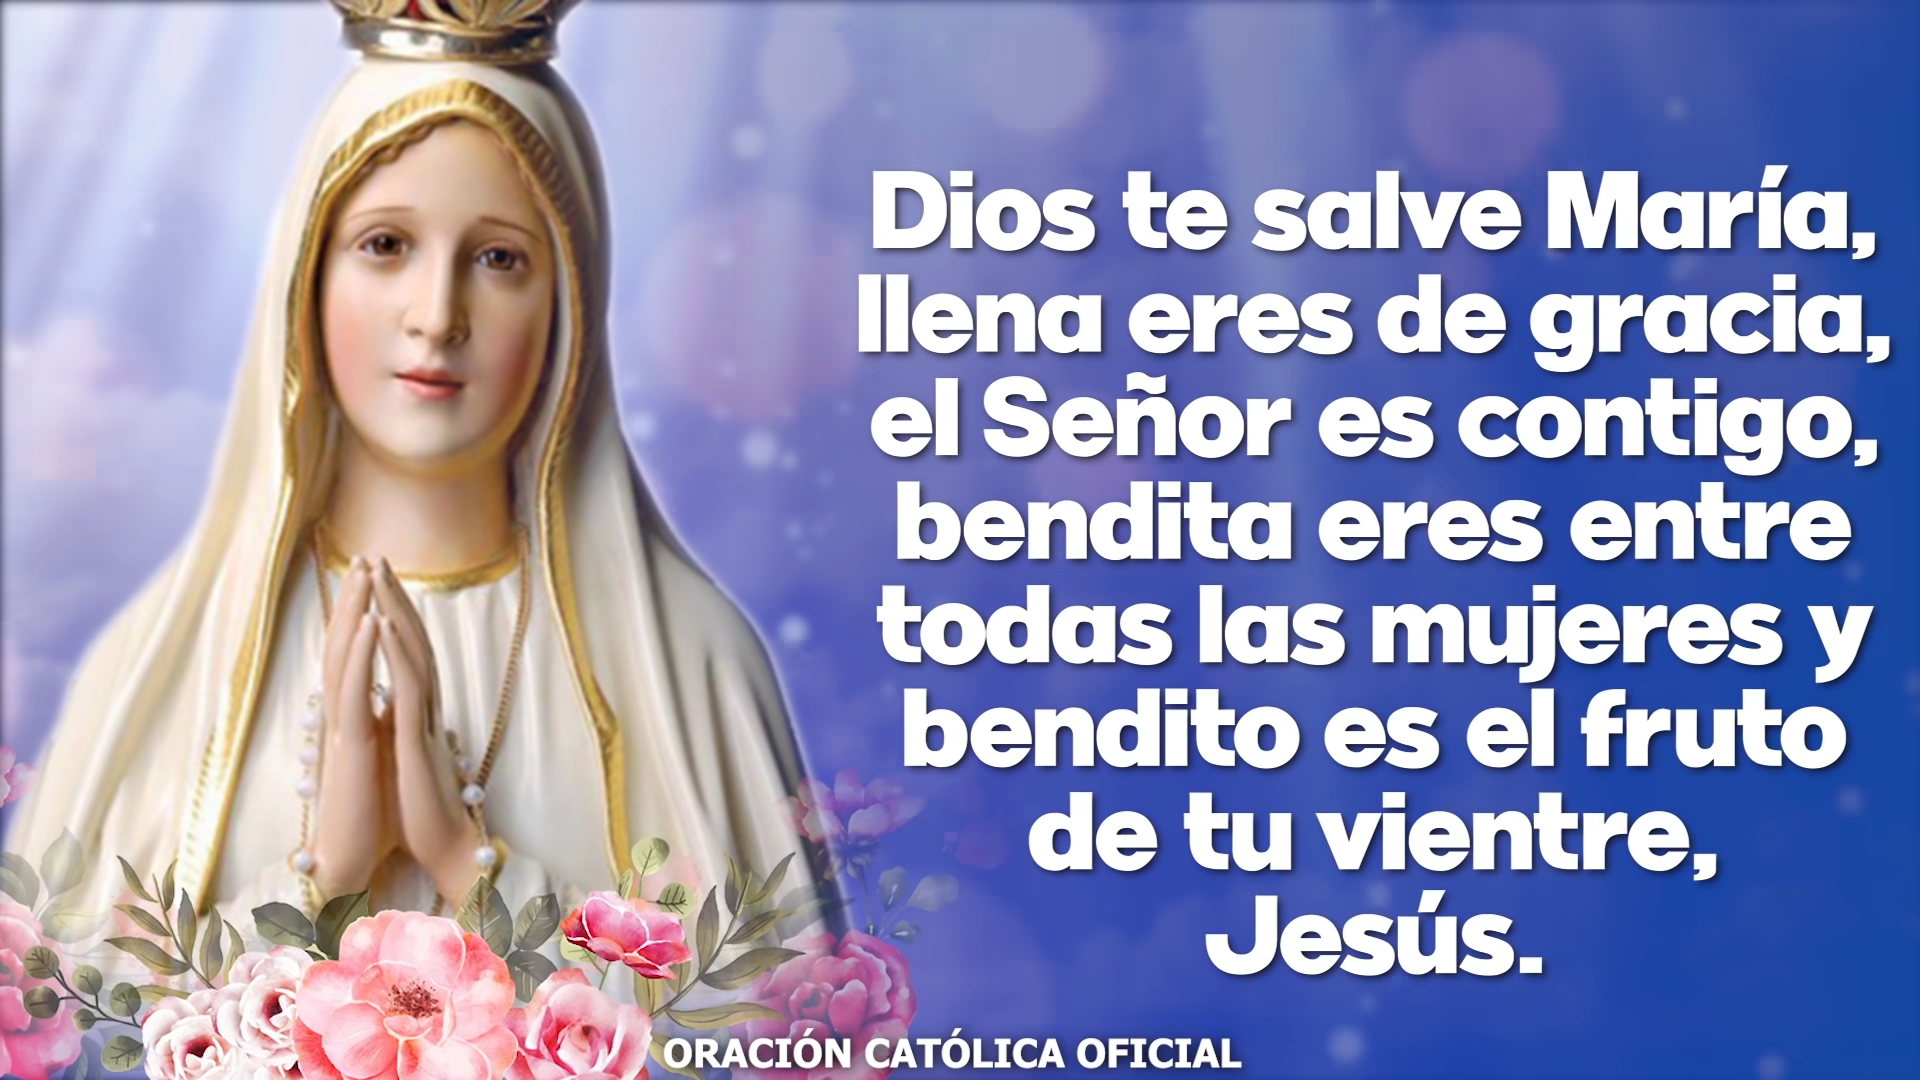 Dios te salve María,
llena eres de gracia,
el Señor es contigo,
bendita eres entre
todas las mujeres y
bendito es el fruto
de tu vientre,
Jesús.
ORACIÓN CATÓLICA OFICIAL